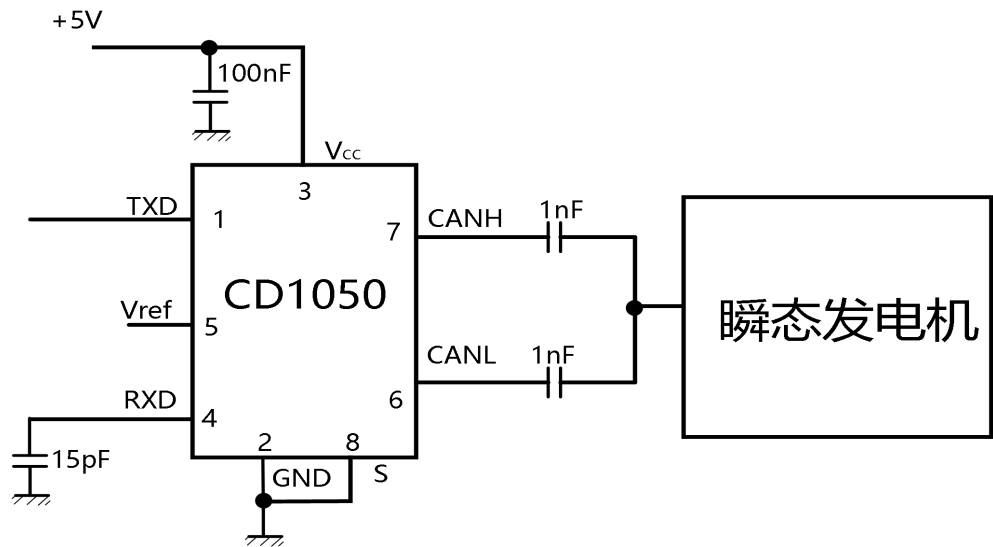 +5V
100nF
Vcc
3
TXD
1
CANH
1nF
7
CD1050
瞬态发电机
Vref
5
CANL
1nF
RXD
4
6
15pF
2
8
GND
S